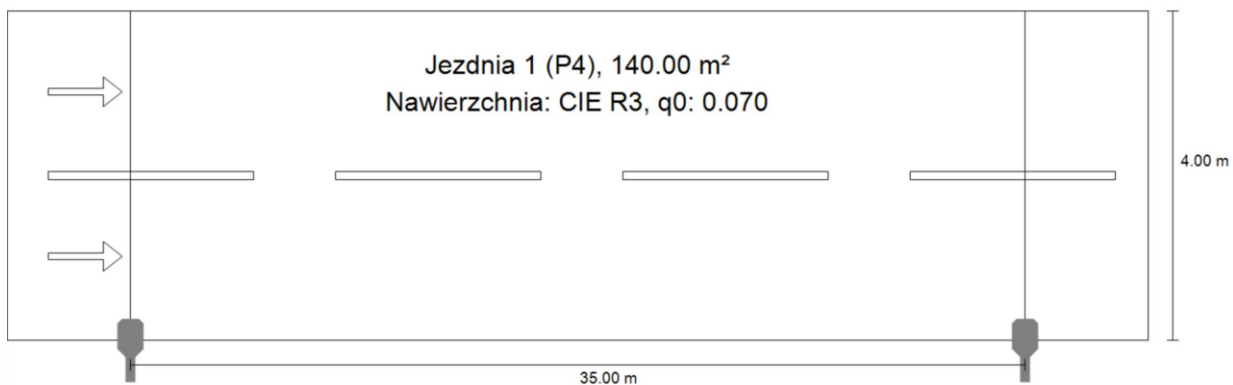 Jezdnia 1 (P4), 140.00 m²
Nawierzchnia: CIE R3, q0: 0.070
4.00 m
35.00 m